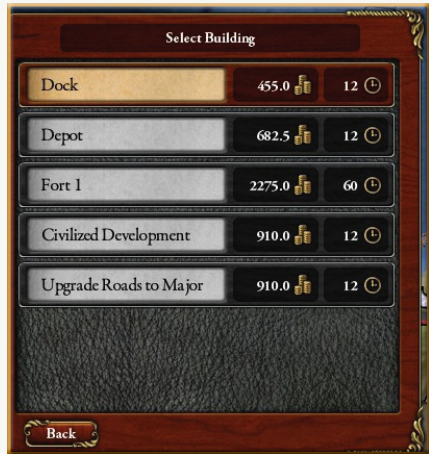 Select Building
Dock 455.0 12
Depot 682.5 12
Fort 1 2275.0 60
Civilized Development 910.0 12
Upgrade Roads to Major 910.0 12
Back